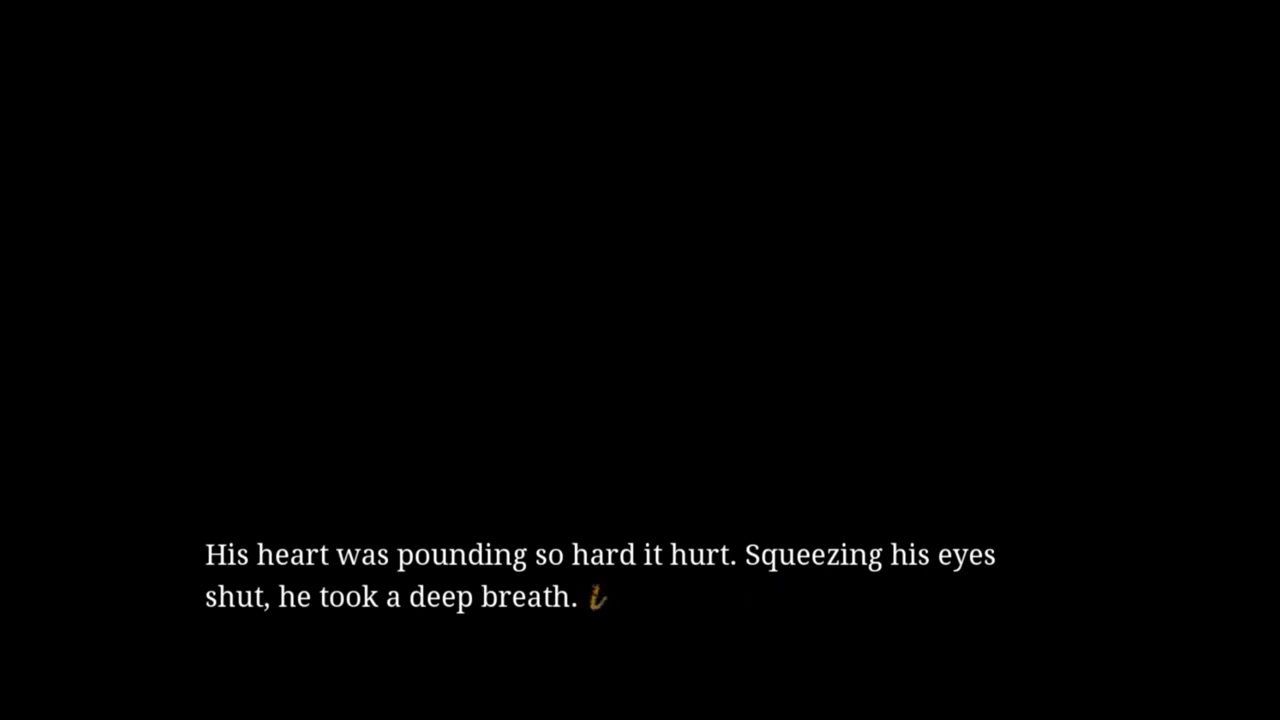 His heart was pounding so hard it hurt. Squeezing his eyes
shut, he took a deep breath.